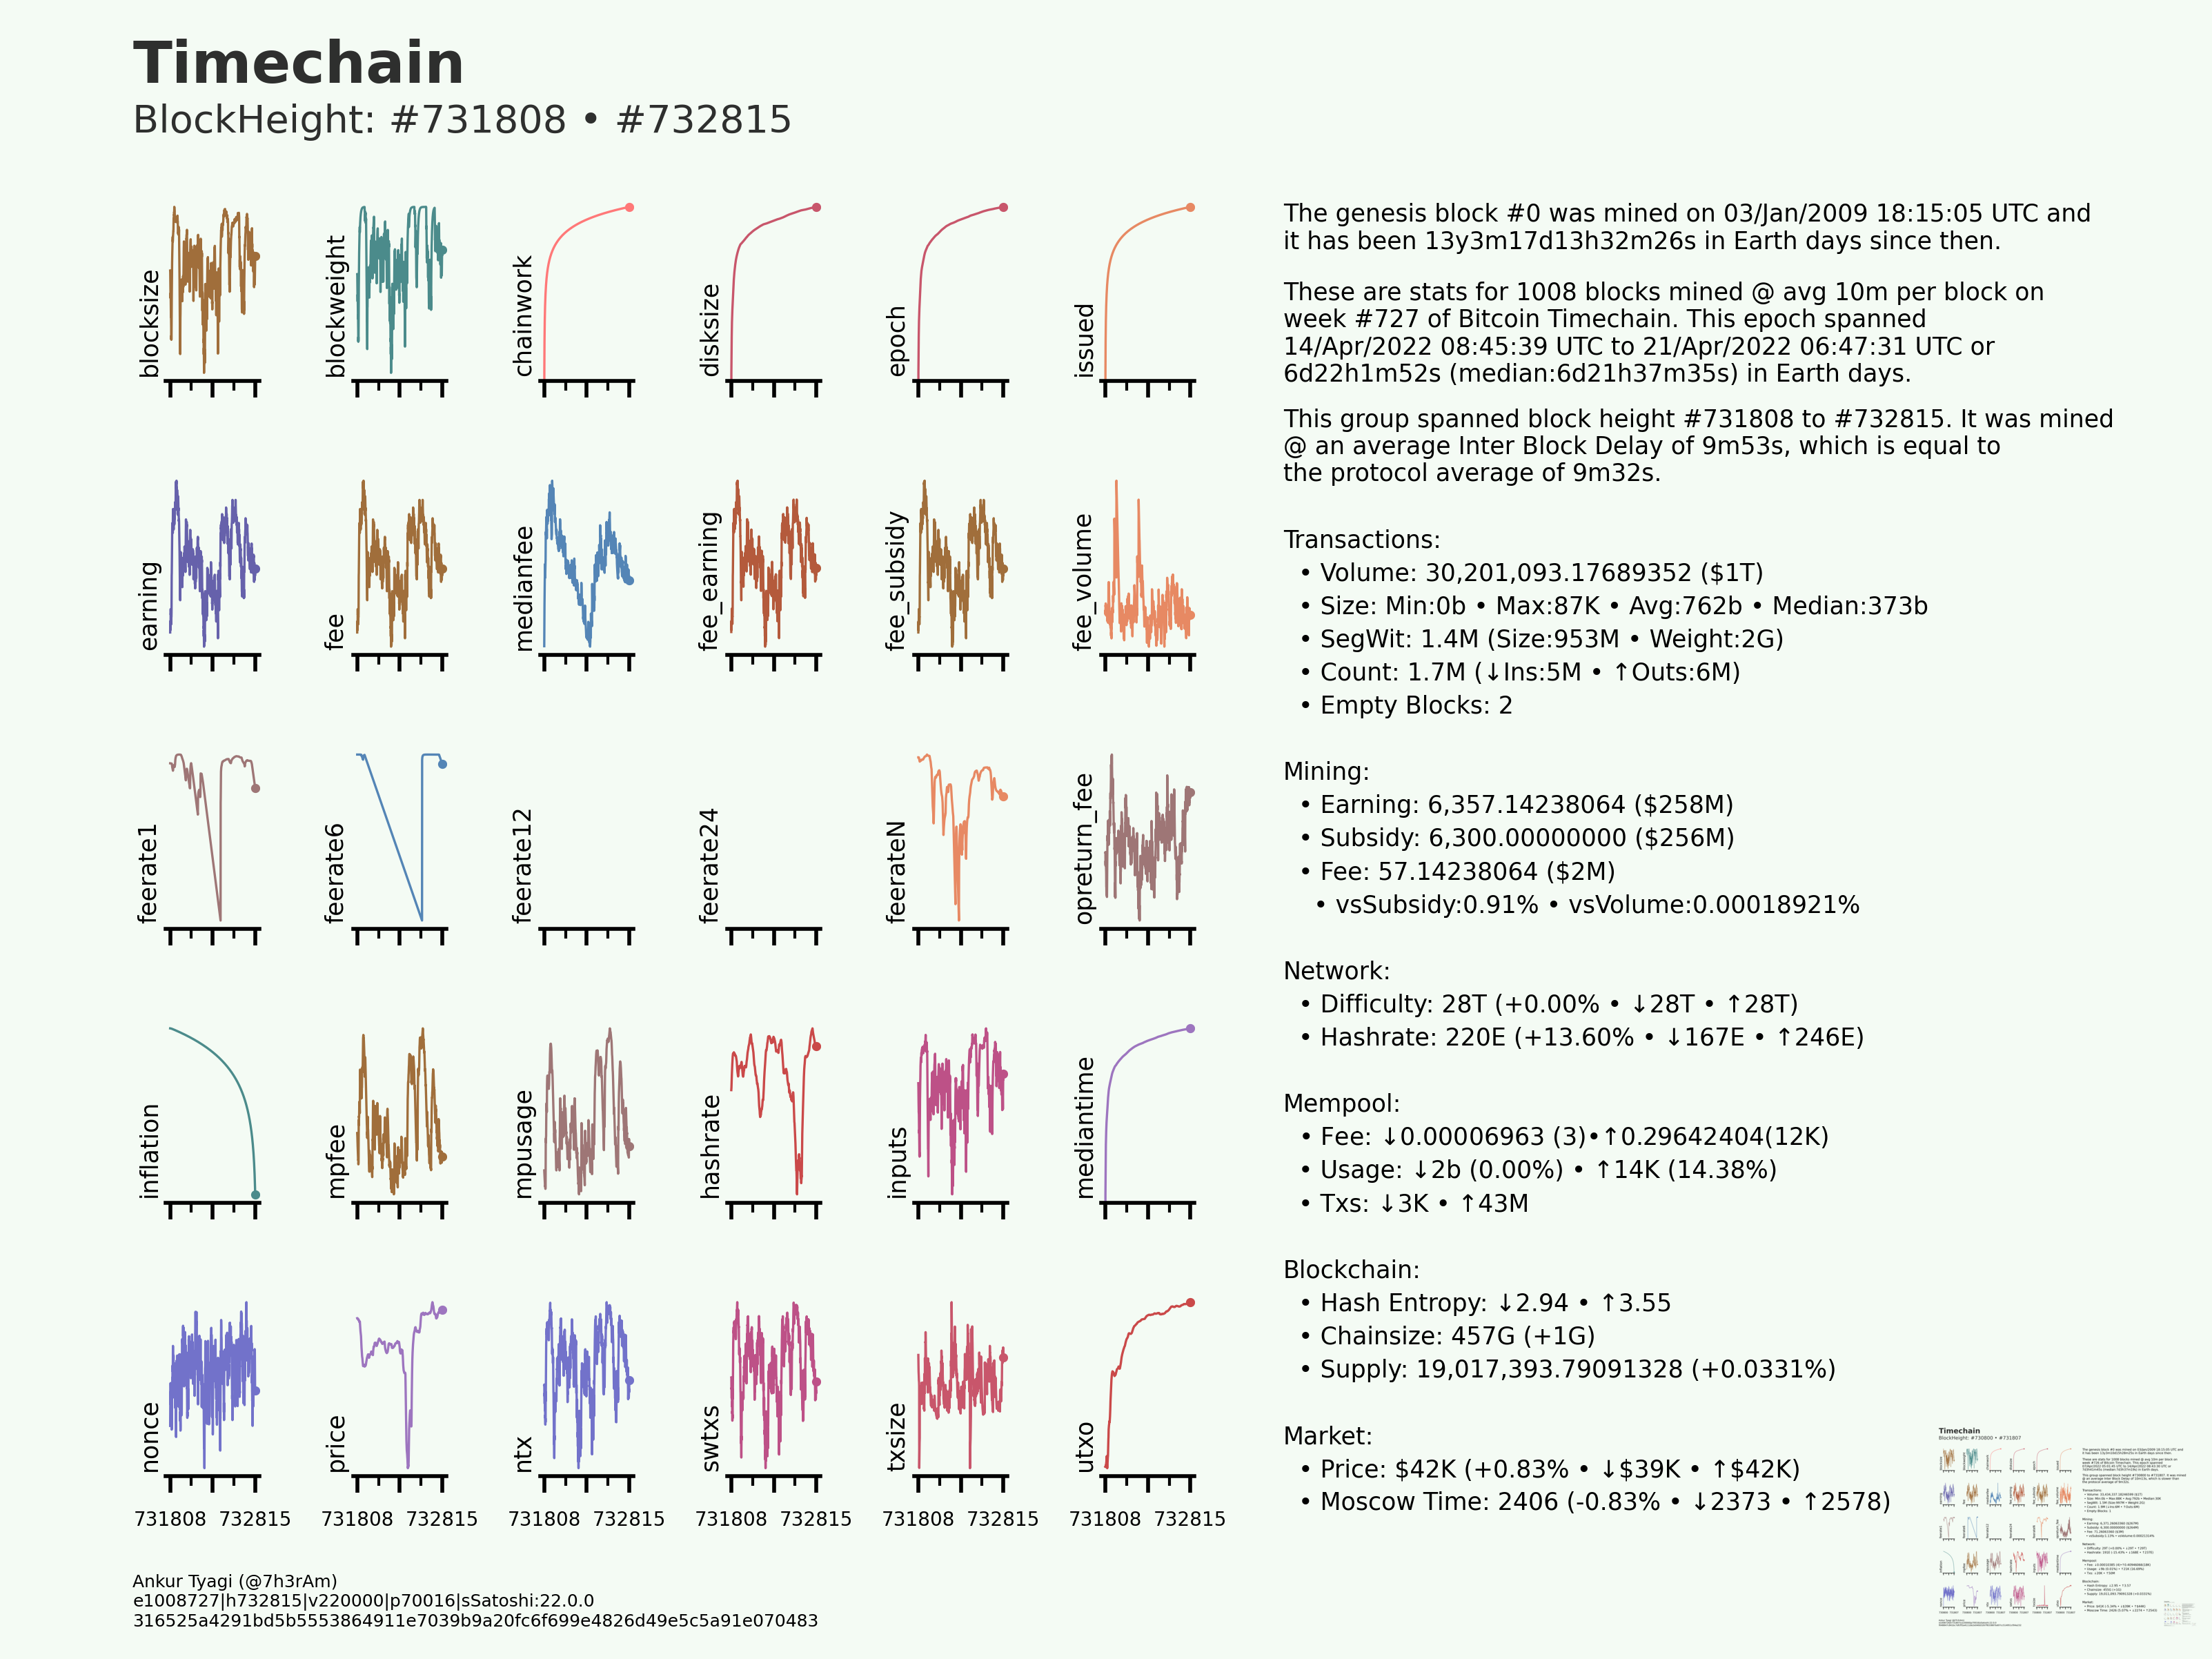 Timechain
BlockHeight: #731808 • #732815
blocksize
blockweight
chainwork
disksize
epoch
issued
earning
fee
medianfee
fee_earning
fee_subsidy
fee_volume
feerate1
feerate6
feerate12
feerate24
feerateN
opreturn_fee
inflation
mpfee
mpusage
hashrate
inputs
mediantime
nonce
price
ntx
swtxs
txsize
utxo
731808 732815 731808 732815 731808 732815 731808 732815 731808 732815 731808 732815
The genesis block #0 was mined on 03/Jan/2009 18:15:05 UTC and
it has been 13y3m17d13h32m26s in Earth days since then.
These are stats for 1008 blocks mined @ avg 10m per block on
week #727 of Bitcoin Timechain. This epoch spanned
14/Apr/2022 08:45:39 UTC to 21/Apr/2022 06:47:31 UTC or
6d22h1m52s (median:6d21h37m35s) in Earth days.
This group spanned block height #731808 to #732815. It was mined
@ an average Inter Block Delay of 9m53s, which is equal to
the protocol average of 9m32s.
Transactions:
• Volume: 30,201,093.17689352 ($1T)
• Size: Min:0b • Max:87K • Avg:762b • Median:373b
• SegWit: 1.4M (Size:953M • Weight:2G)
• Count: 1.7M (↓Ins:5M • ↑Outs:6M)
• Empty Blocks: 2
Mining:
• Earning: 6,357.14238064 ($258M)
• Subsidy: 6,300.00000000 ($256M)
• Fee: 57.14238064 ($2M)
• vsSubsidy:0.91% • vsVolume:0.00018921%
Network:
• Difficulty: 28T (+0.00% • ↓28T • ↑28T)
• Hashrate: 220E (+13.60% • ↓167E • ↑246E)
Mempool:
• Fee: ↓0.00006963 (3)•↑0.29642404(12K)
• Usage: ↓2b (0.00%) • ↑14K (14.38%)
• Txs: ↓3K • ↑43M
Blockchain:
• Hash Entropy: ↓2.94 • ↑3.55
• Chainsize: 457G (+1G)
• Supply: 19,017,393.79091328 (+0.0331%)
Market:
• Price: $42K (+0.83% • ↓$39K • ↑$42K)
• Moscow Time: 2406 (-0.83% • ↓2373 • ↑2578)
Ankur Tyagi (@7h3rAm)
e1008727|h732815|v220000|p70016|sSatoshi:22.0.0
316525a4291bd5b5553864911e7039b9a20fc6f699e4826d49e5c5a91e070483
Timechain
BlockHeight: #730800 • #731807